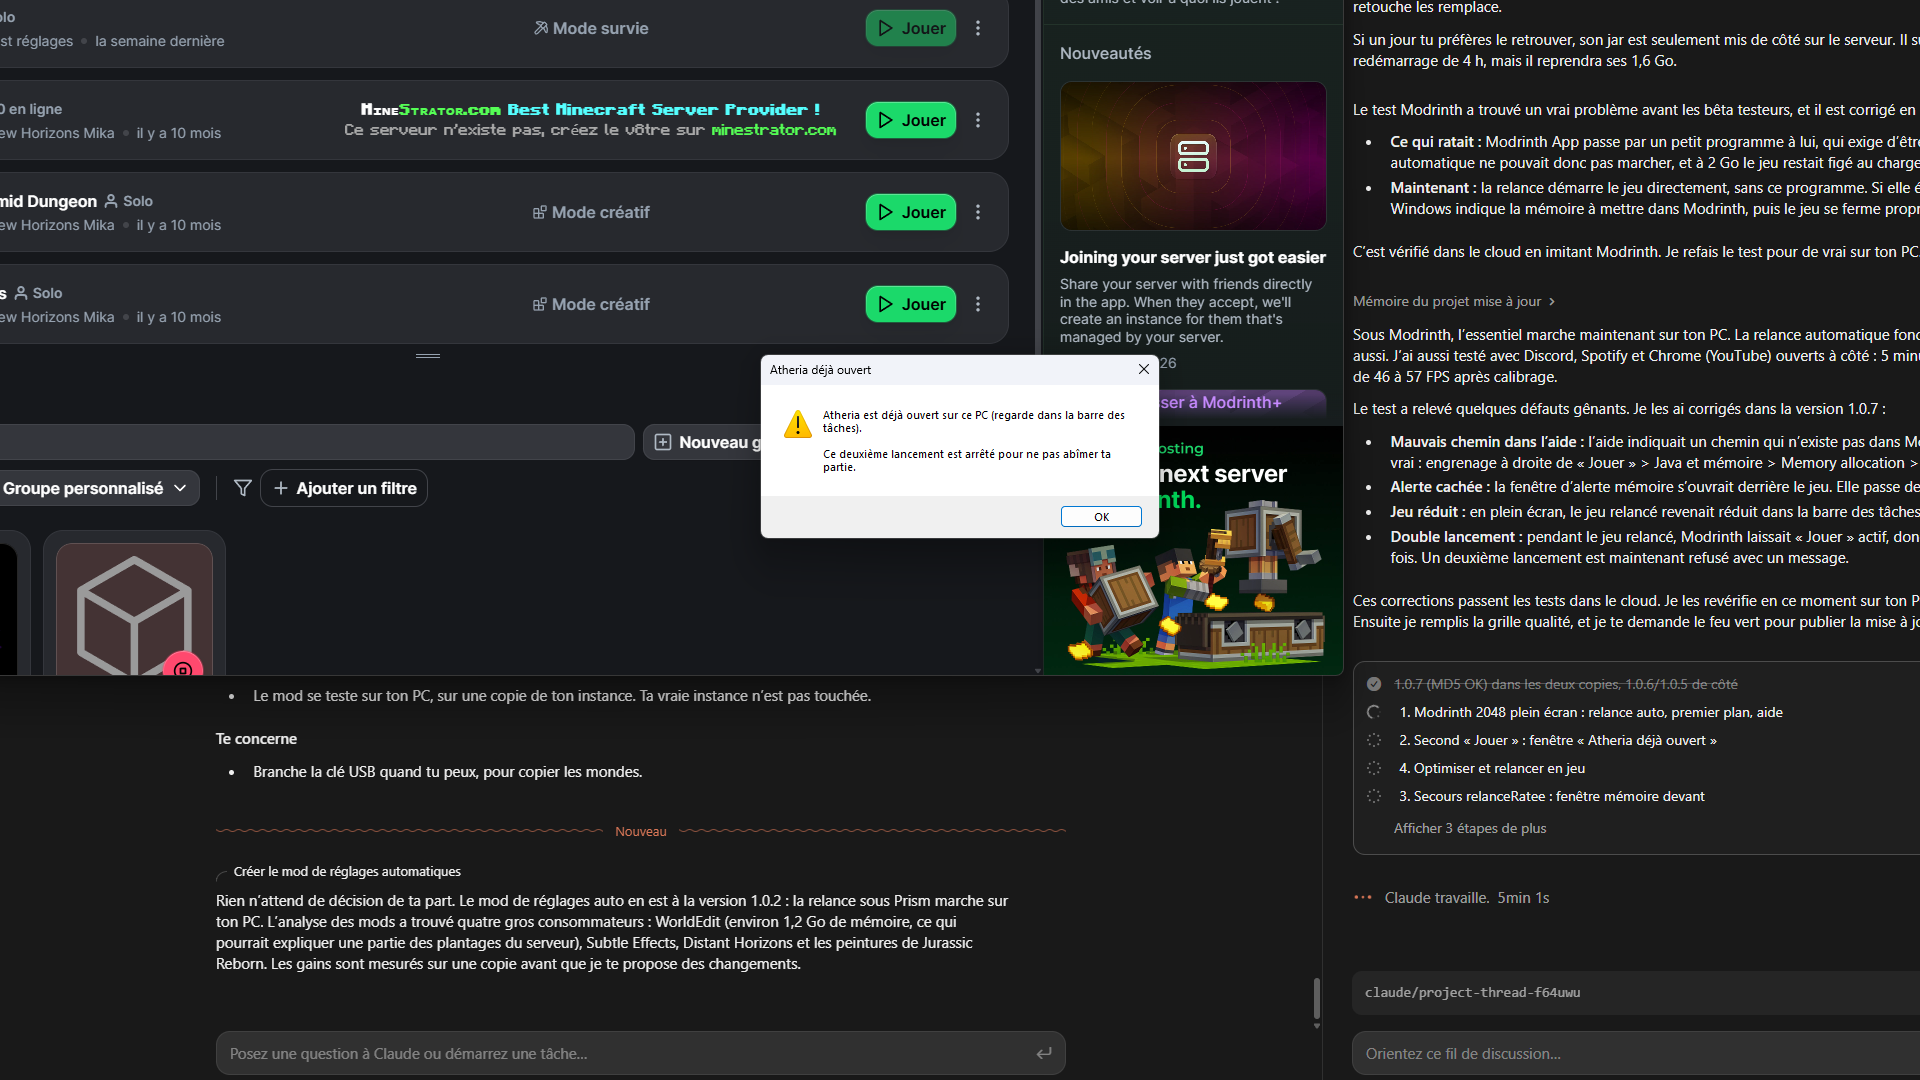 olo
st réglages • la semaine dernière
Mode survie
Jouer
0 en ligne
ew Horizons Mika • il y a 10 mois
MineStrator.com Best Minecraft Server Provider !
Ce serveur n'existe pas, créez le vôtre sur minestrator.com
Jouer
mid Dungeon Solo
ew Horizons Mika • il y a 10 mois
Mode créatif
Jouer
s Solo
ew Horizons Mika • il y a 10 mois
Mode créatif
Jouer
Nouveau g
Groupe personnalisé
Ajouter un filtre
des amis et voir à quoi ils jouent !
Nouveautés
Joining your server just got easier
Share your server with friends directly
in the app. When they accept, we'll
create an instance for them that's
managed by your server.
26
ser à Modrinth+
osting
next server
nth.
Atheria déjà ouvert
Atheria est déjà ouvert sur ce PC (regarde dans la barre des
tâches).
Ce deuxième lancement est arrêté pour ne pas abîmer ta
partie.
OK
• Le mod se teste sur ton PC, sur une copie de ton instance. Ta vraie instance n'est pas touchée.
Te concerne
• Branche la clé USB quand tu peux, pour copier les mondes.
Nouveau
Créer le mod de réglages automatiques
Rien n'attend de décision de ta part. Le mod de réglages auto en est à la version 1.0.2 : la relance sous Prism marche sur
ton PC. L'analyse des mods a trouvé quatre gros consommateurs : WorldEdit (environ 1,2 Go de mémoire, ce qui
pourrait expliquer une partie des plantages du serveur), Subtle Effects, Distant Horizons et les peintures de Jurassic
Reborn. Les gains sont mesurés sur une copie avant que je te propose des changements.
Posez une question à Claude ou démarrez une tâche...
retouche les remplace.
Si un jour tu préfères le retrouver, son jar est seulement mis de côté sur le serveur. Il su
redémarrage de 4 h, mais il reprendra ses 1,6 Go.
Le test Modrinth a trouvé un vrai problème avant les bêta testeurs, et il est corrigé en
• Ce qui ratait : Modrinth App passe par un petit programme à lui, qui exige d'être
automatique ne pouvait donc pas marcher, et à 2 Go le jeu restait figé au charge
• Maintenant : la relance démarre le jeu directement, sans ce programme. Si elle é
Windows indique la mémoire à mettre dans Modrinth, puis le jeu se ferme propr
C'est vérifié dans le cloud en imitant Modrinth. Je refais le test pour de vrai sur ton PC.
Mémoire du projet mise à jour >
Sous Modrinth, l'essentiel marche maintenant sur ton PC. La relance automatique fonc
aussi. J'ai aussi testé avec Discord, Spotify et Chrome (YouTube) ouverts à côté : 5 minu
de 46 à 57 FPS après calibrage.
Le test a relevé quelques défauts gênants. Je les ai corrigés dans la version 1.0.7 :
• Mauvais chemin dans l'aide : l'aide indiquait un chemin qui n'existe pas dans Mo
vrai : engrenage à droite de « Jouer » > Java et mémoire > Memory allocation >
• Alerte cachée : la fenêtre d'alerte mémoire s'ouvrait derrière le jeu. Elle passe de
• Jeu réduit : en plein écran, le jeu relancé revenait réduit dans la barre des tâches
• Double lancement : pendant le jeu relancé, Modrinth laissait « Jouer » actif, don
fois. Un deuxième lancement est maintenant refusé avec un message.
Ces corrections passent les tests dans le cloud. Je les revérifie en ce moment sur ton P
Ensuite je remplis la grille qualité, et je te demande le feu vert pour publier la mise à jo
1.0.7 (MD5 OK) dans les deux copies, 1.0.6/1.0.5 de côté
1. Modrinth 2048 plein écran : relance auto, premier plan, aide
2. Second « Jouer » : fenêtre « Atheria déjà ouvert »
4. Optimiser et relancer en jeu
3. Secours relanceRatee : fenêtre mémoire devant
Afficher 3 étapes de plus
Claude travaille. 5min 1s
claude/project-thread-f64uwu
Orientez ce fil de discussion...